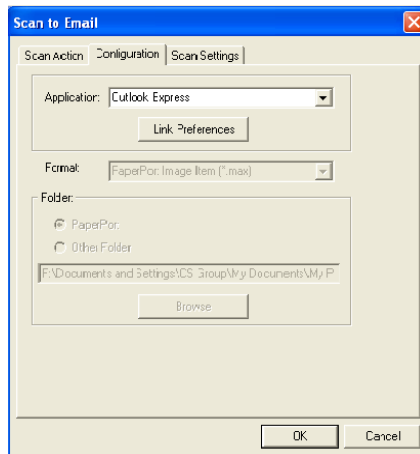 Scan to Email
Scan Action Configuration Scan Settings
Application: Outlook Express
Link Preferences
Format: PaperPort Image Item (*.max)
Folder:
PaperPort
Other Folder
F:\Documents and Settings\CS Group\My Documents\My P
Browse
OK Cancel